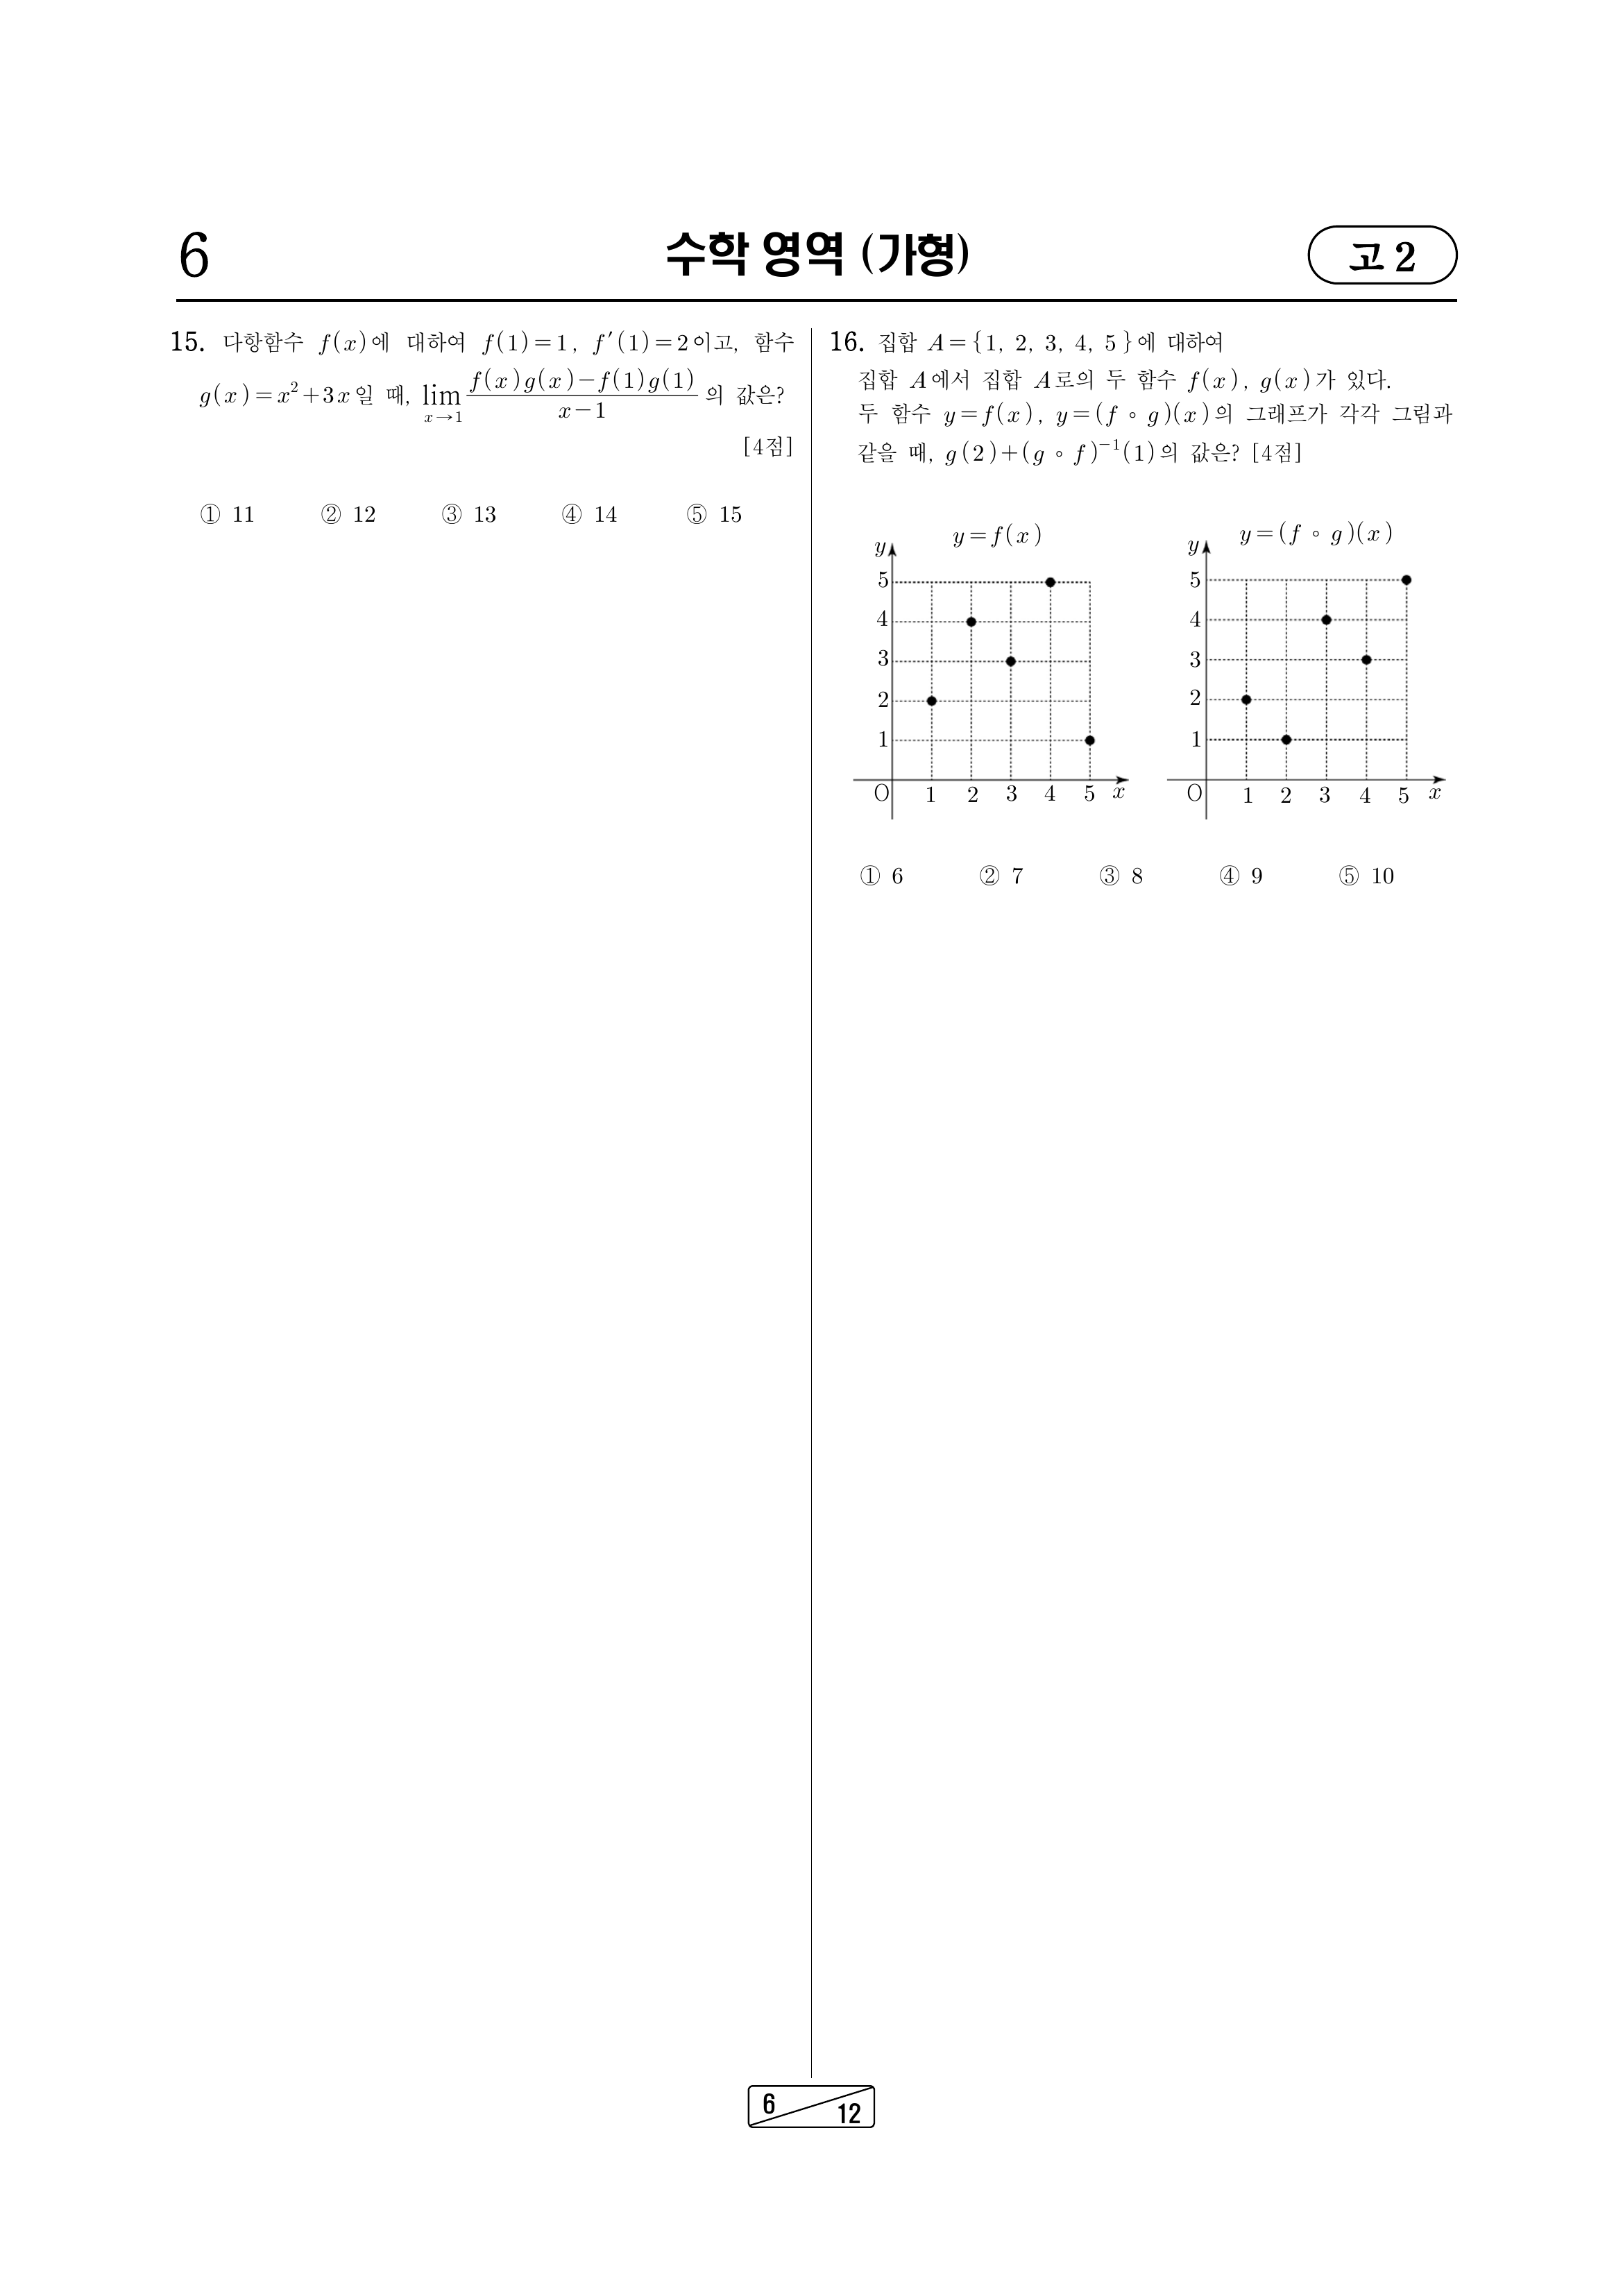 6
수학 영역 (가형)
고 2
15. 다항함수 f(x)에 대하여 f(1)=1, f′(1)=2이고, 함수
g(x)=x²+3x일 때, lim_{x→1} \frac{f(x)g(x)−f(1)g(1)}{x−1}의 값은?
[4점]
① 11 ② 12 ③ 13 ④ 14 ⑤ 15
16. 집합 A={1, 2, 3, 4, 5}에 대하여
집합 A에서 집합 A로의 두 함수 f(x), g(x)가 있다.
두 함수 y=f(x), y=(f∘g)(x)의 그래프가 각각 그림과
같을 때, g(2)+(g∘f)⁻¹(1)의 값은? [4점]
y=f(x)
y
5
4
3
2
1
O 1 2 3 4 5 x
y=(f∘g)(x)
y
5
4
3
2
1
O 1 2 3 4 5 x
① 6 ② 7 ③ 8 ④ 9 ⑤ 10
6
12